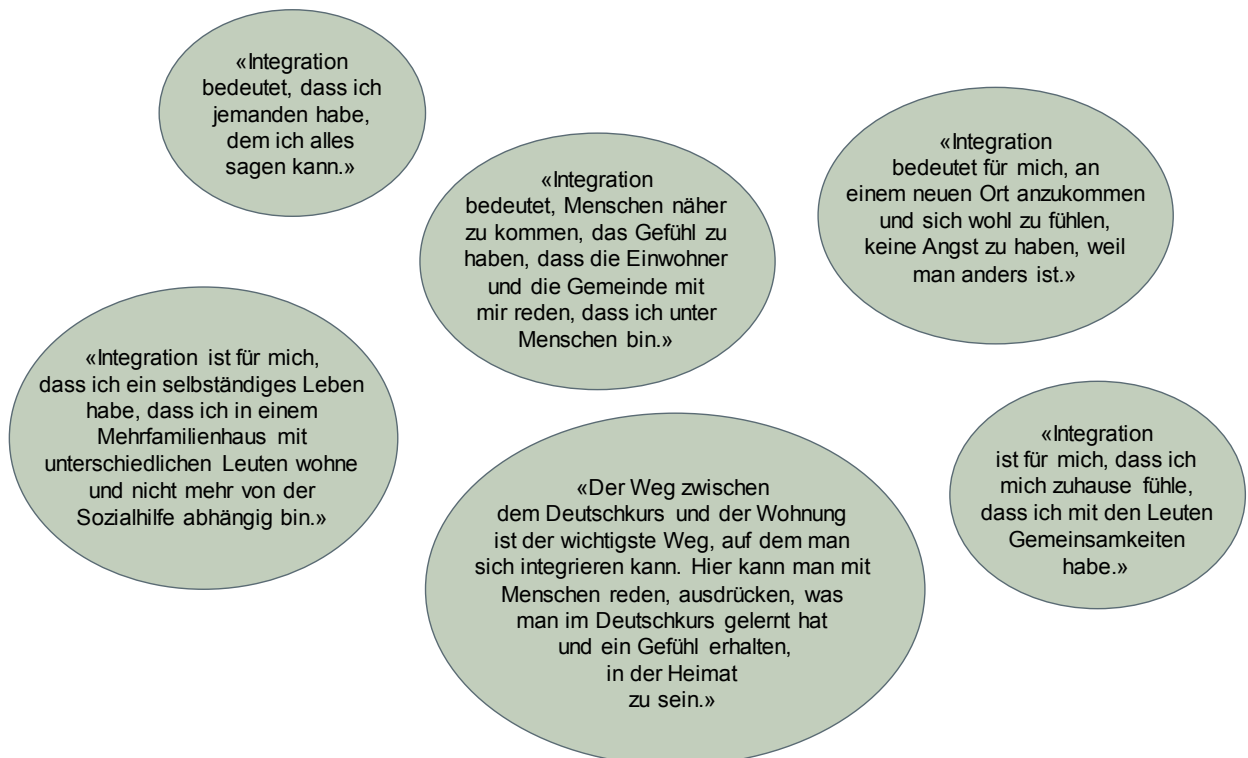 «Integration
bedeutet, dass ich
jemanden habe,
dem ich alles
sagen kann.»
«Integration
bedeutet, Menschen näher
zu kommen, das Gefühl zu
haben, dass die Einwohner
und die Gemeinde mit
mir reden, dass ich unter
Menschen bin.»
«Integration
bedeutet für mich, an
einem neuen Ort anzukommen
und sich wohl zu fühlen,
keine Angst zu haben, weil
man anders ist.»
«Integration ist für mich,
dass ich ein selbständiges Leben
habe, dass ich in einem
Mehrfamilienhaus mit
unterschiedlichen Leuten wohne
und nicht mehr von der
Sozialhilfe abhängig bin.»
«Der Weg zwischen
dem Deutschkurs und der Wohnung
ist der wichtigste Weg, auf dem man
sich integrieren kann. Hier kann man mit
Menschen reden, ausdrücken, was
man im Deutschkurs gelernt hat
und ein Gefühl erhalten,
in der Heimat
zu sein.»
«Integration
ist für mich, dass ich
mich zuhause fühle,
dass ich mit den Leuten
Gemeinsamkeiten
habe.»